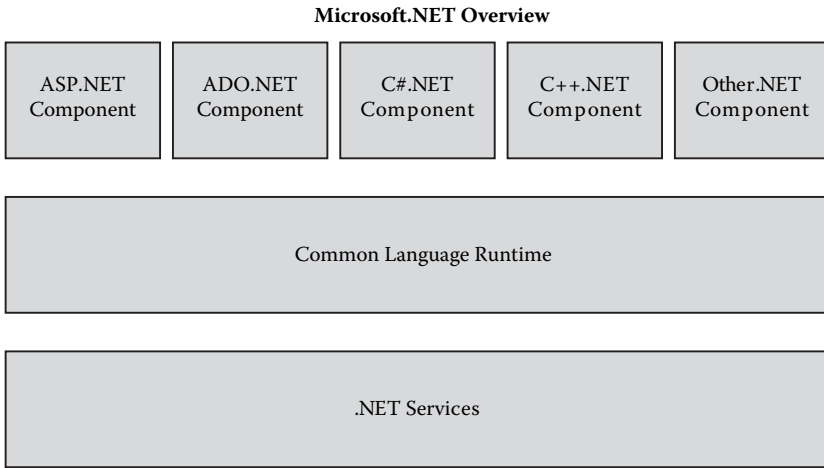 Microsoft.NET Overview
ASP.NET
Component
ADO.NET
Component
C#.NET
Component
C++.NET
Component
Other.NET
Component
Common Language Runtime
.NET Services